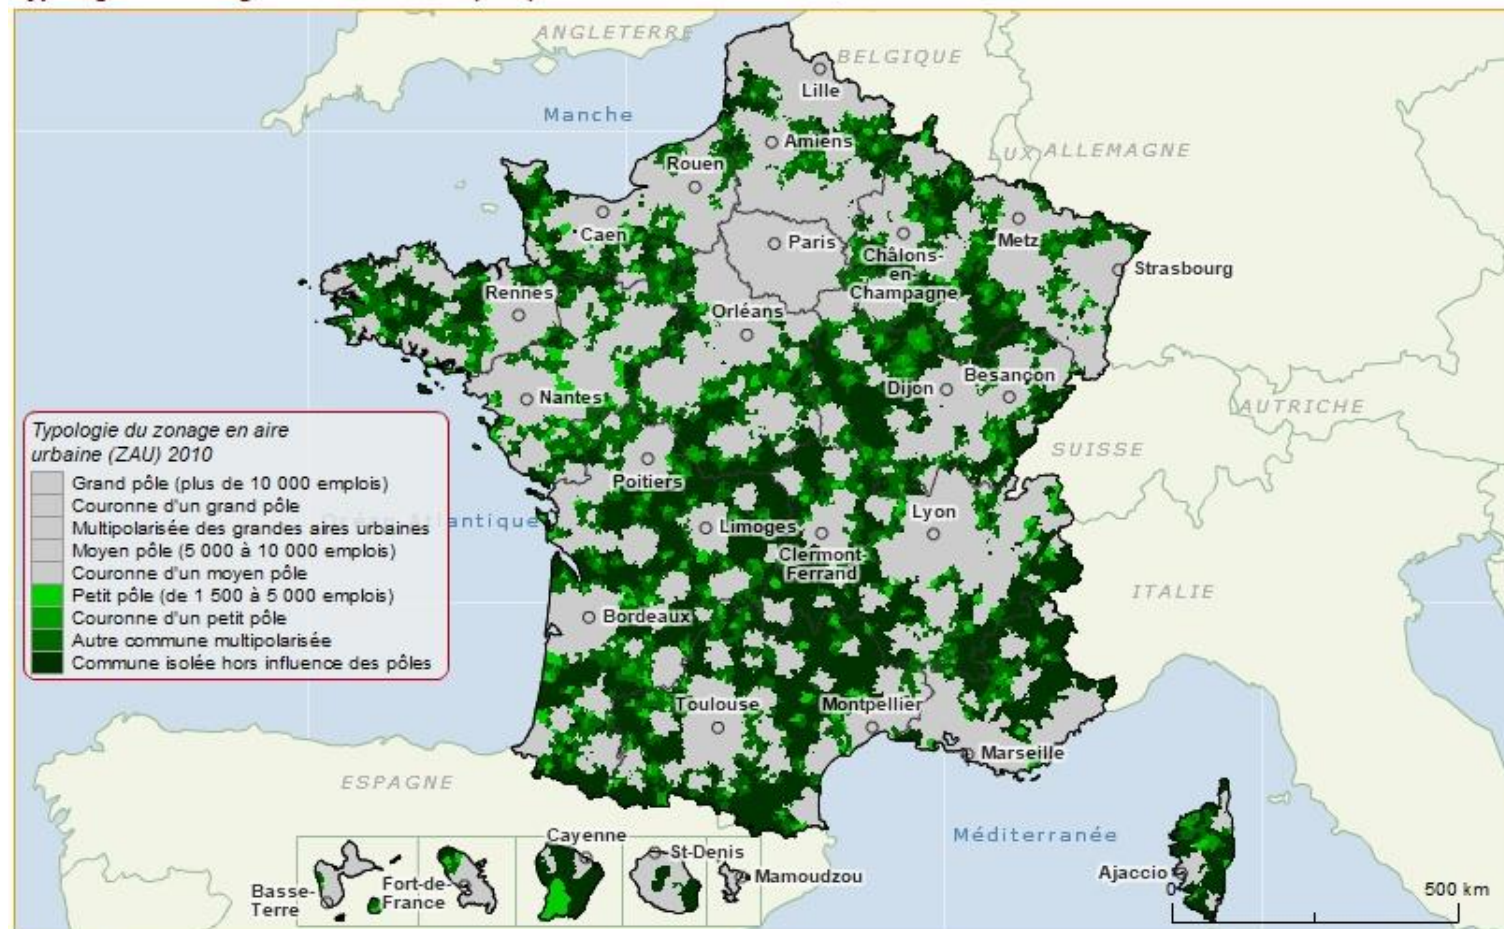 ANGLETERRE
BELGIQUE
Lille
Manche
Amiens
LUX
ALLEMAGNE
Rouen
Caen
Paris
Metz
Châlons-
en-
Champagne
Strasbourg
Rennes
Orléans
Besançon
Dijon
Nantes
AUTRICHE
SUISSE
Typologie du zonage en aire
urbaine (ZAU) 2010
Grand pôle (plus de 10 000 emplois)
Couronne d'un grand pôle
Multipolarisée des grandes aires urbaines
Moyen pôle (5 000 à 10 000 emplois)
Couronne d'un moyen pôle
Petit pôle (de 1 500 à 5 000 emplois)
Couronne d'un petit pôle
Autre commune multipolarisée
Commune isolée hors influence des pôles
Poitiers
Océan Atlantique
Limoges
Lyon
Clermont-
Ferrand
ITALIE
Bordeaux
Toulouse
Montpellier
Marseille
ESPAGNE
Méditerranée
Cayenne
St-Denis
Mamoudzou
Basse-
Terre
Fort-de-
France
Ajaccio
0
500 km